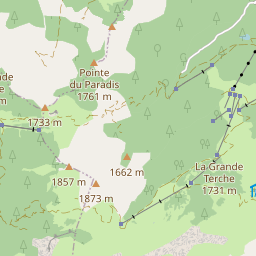 Pointe
du Paradis
1761 m
1733 m
1662 m
La Grande
Terche
1731 m
1857 m
1873 m